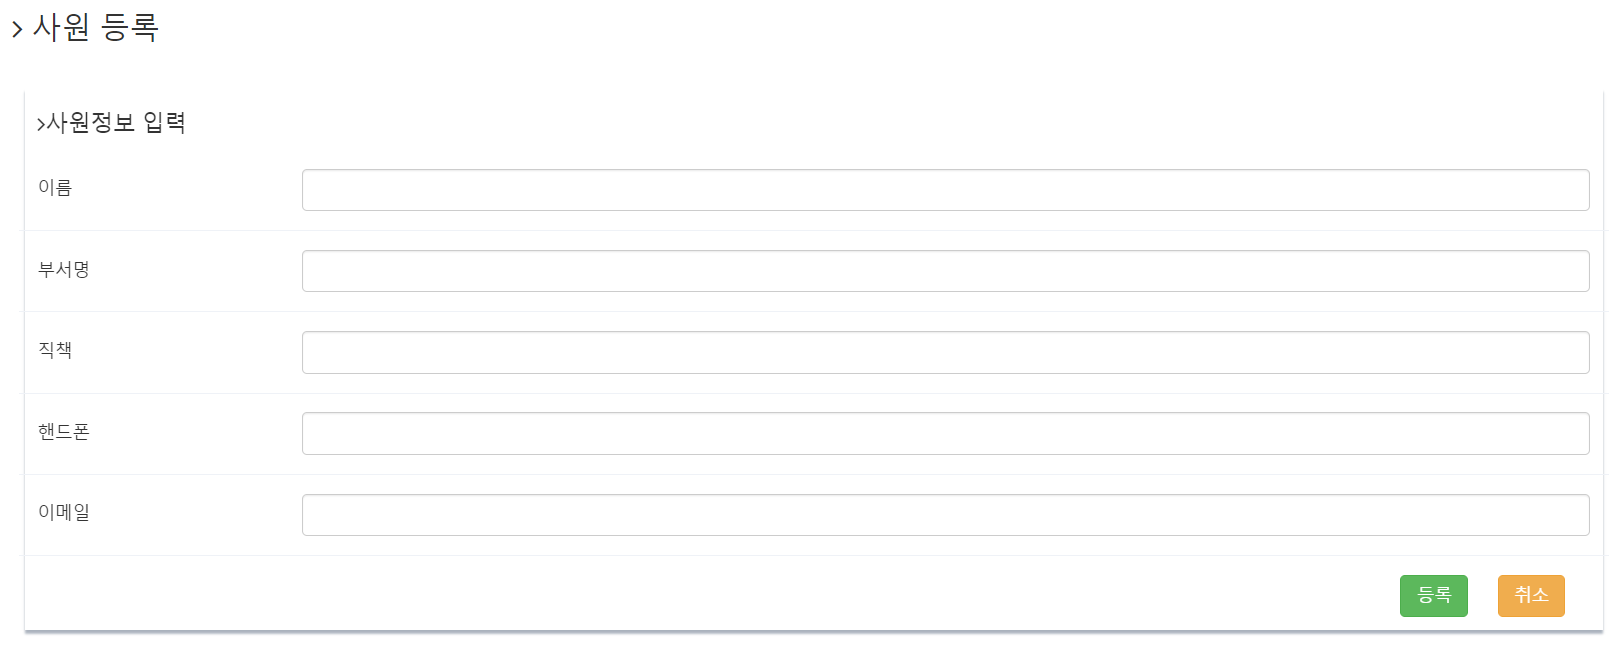 > 사원 등록
>사원정보 입력
이름
부서명
직책
핸드폰
이메일
등록 취소